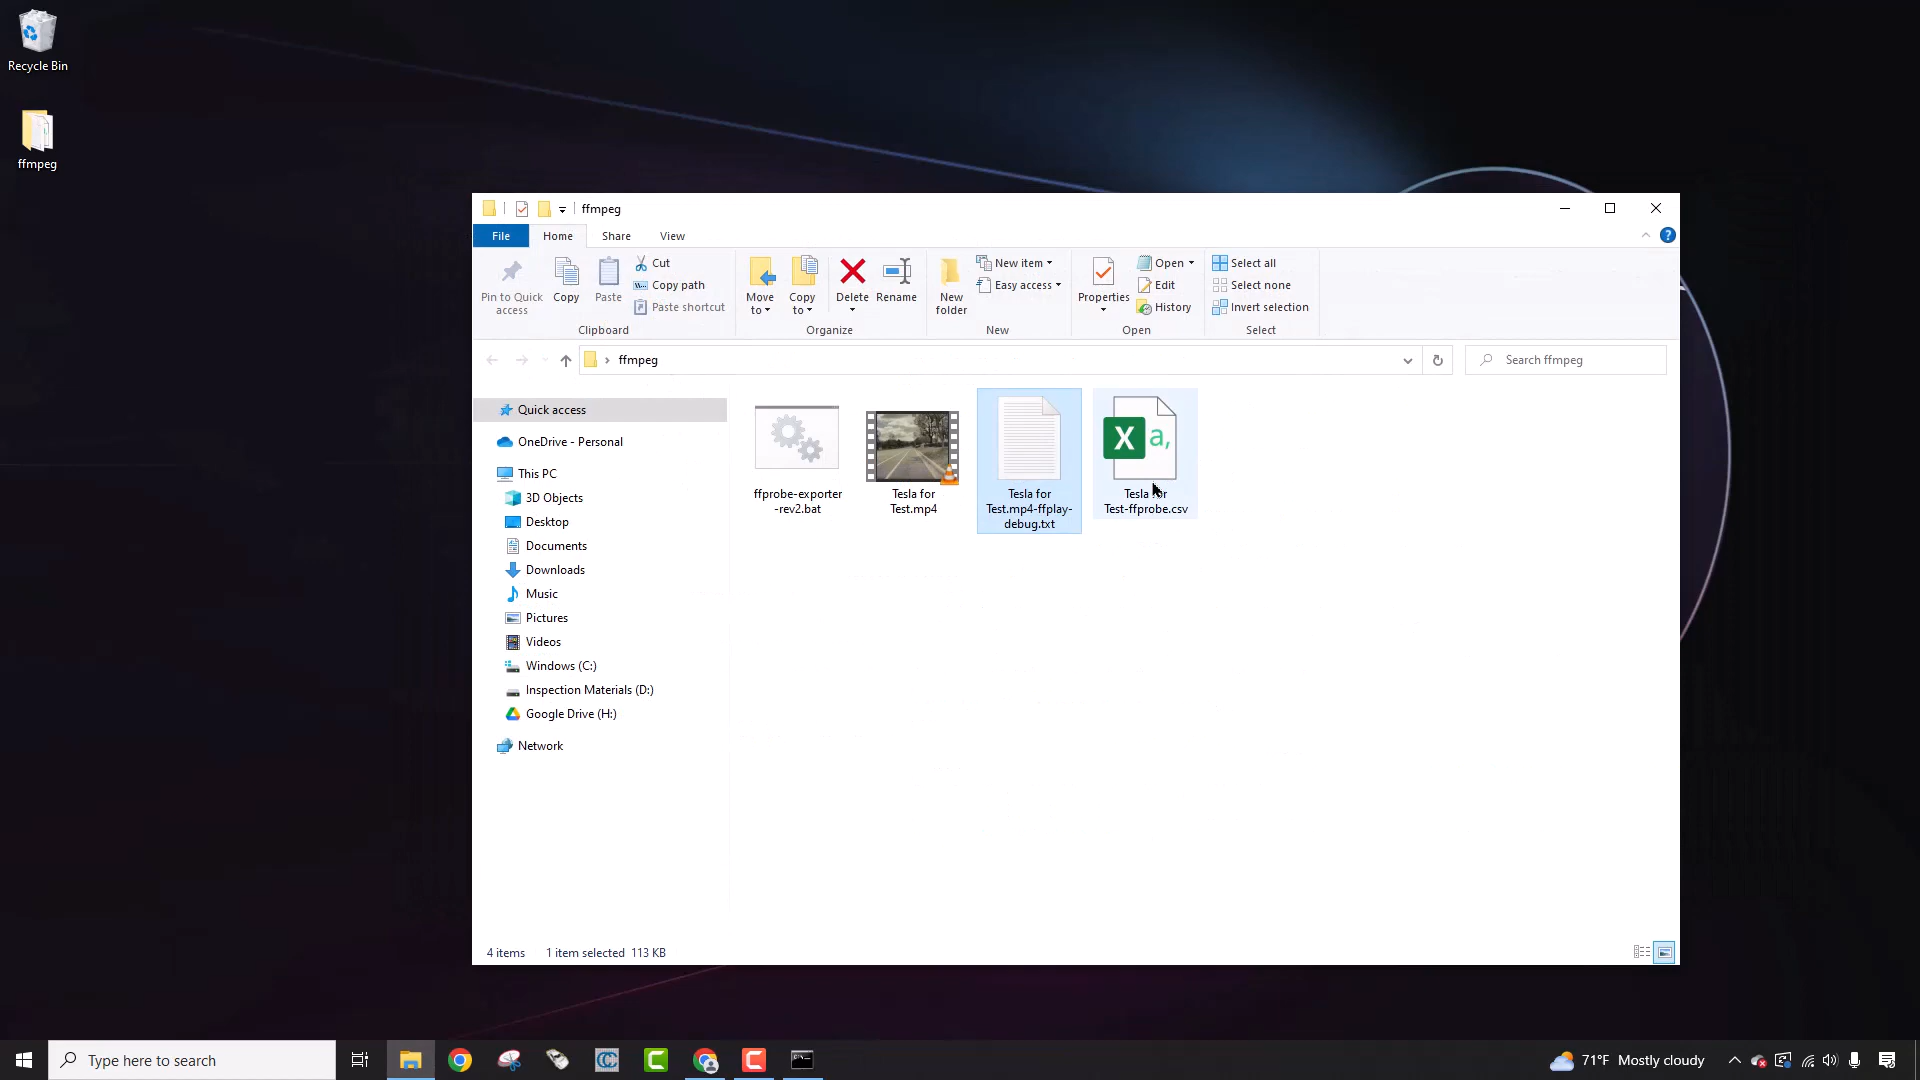 Recycle Bin
ffmpeg
ffmpeg
File
Home
Share
View
Pin to Quick
access
Copy
Paste
Cut
Copy path
Paste shortcut
Clipboard
Move
to
Copy
to
Delete
Rename
Organize
New
folder
New item
Easy access
New
Properties
Open
Edit
History
Open
Select all
Select none
Invert selection
Select
ffmpeg
Search ffmpeg
Quick access
OneDrive - Personal
This PC
3D Objects
Desktop
Documents
Downloads
Music
Pictures
Videos
Windows (C:)
Inspection Materials (D:)
Google Drive (H:)
Network
ffprobe-exporter
-rev2.bat
Tesla for
Test.mp4
Tesla for
Test.mp4-ffplay-
debug.txt
X a,
Tesla for
Test-ffprobe.csv
4 items
1 item selected 113 KB
Type here to search
71°F Mostly cloudy